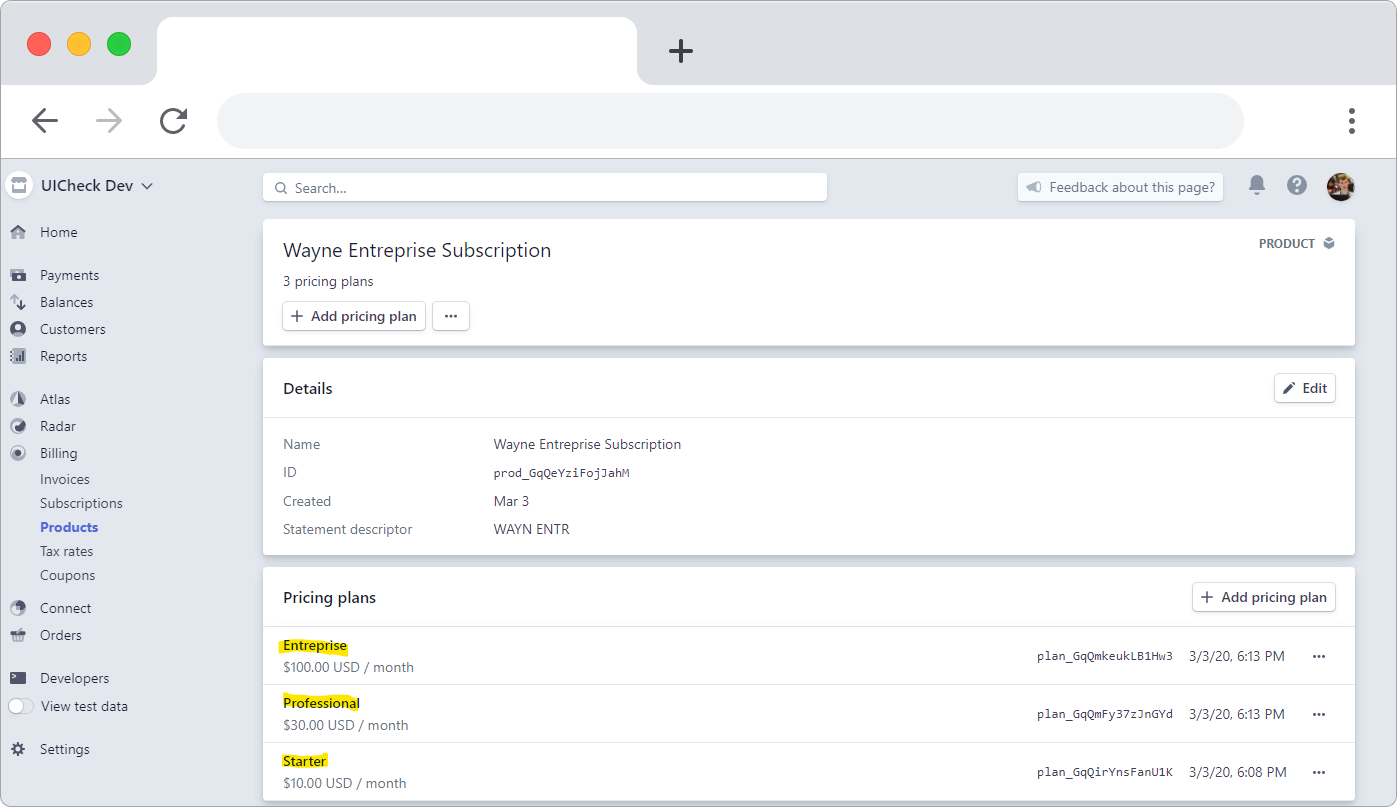 UICheck Dev
Search...
Feedback about this page?
Home
Payments
Balances
Customers
Reports
Atlas
Radar
Billing
Invoices
Subscriptions
Products
Tax rates
Coupons
Connect
Orders
Developers
View test data
Settings
Wayne Entreprise Subscription
PRODUCT
3 pricing plans
Add pricing plan
Details
Edit
Name Wayne Entreprise Subscription
ID prod_GqQeYziFojJahM
Created Mar 3
Statement descriptor WAYN ENTR
Pricing plans
Add pricing plan
Entreprise
$100.00 USD / month
plan_GqQmkeukLB1Hw3 3/3/20, 6:13 PM
Professional
$30.00 USD / month
plan_GqQmFy37zJnGYd 3/3/20, 6:13 PM
Starter
$10.00 USD / month
plan_GqQirYnsFanU1K 3/3/20, 6:08 PM